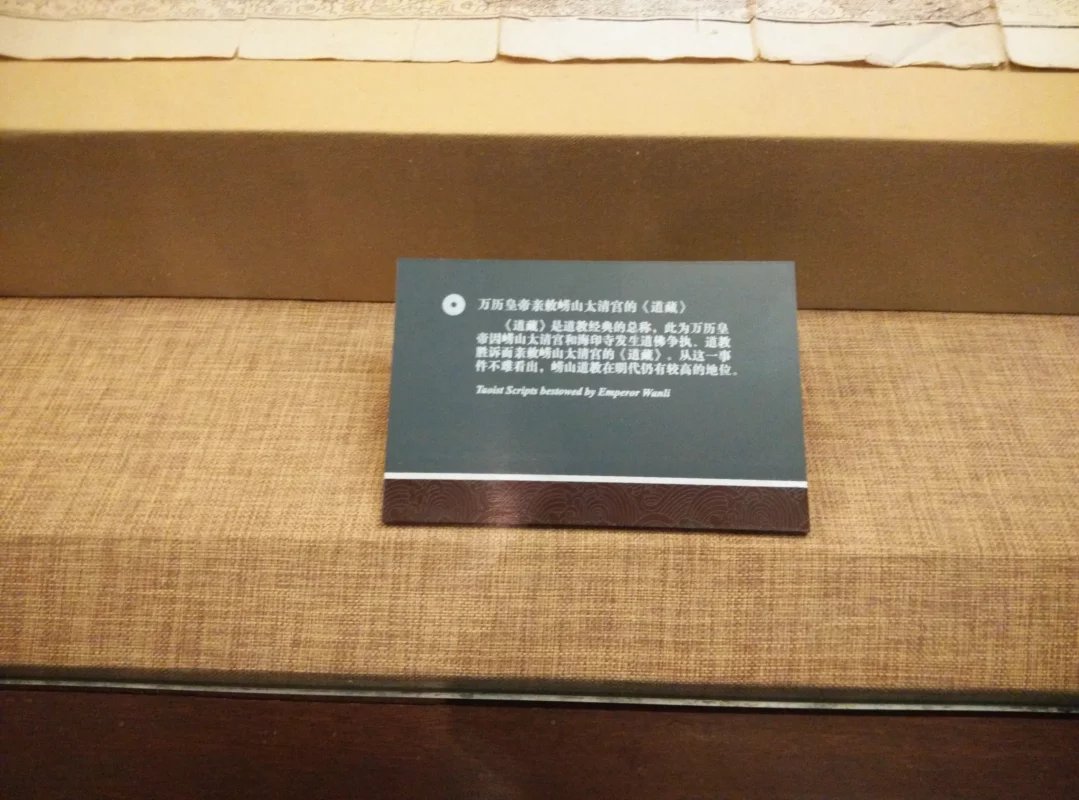 万历皇帝亲敕崂山太清宫的《道藏》
《道藏》是道教经典的总称，此为万历皇
帝因崂山太清宫和海印寺发生道佛争执、道教
胜诉而亲敕崂山太清宫的《道藏》。从这一事
件不难看出，崂山道教在明代仍有较高的地位。
Taoist Scripts bestowed by Emperor Wanli